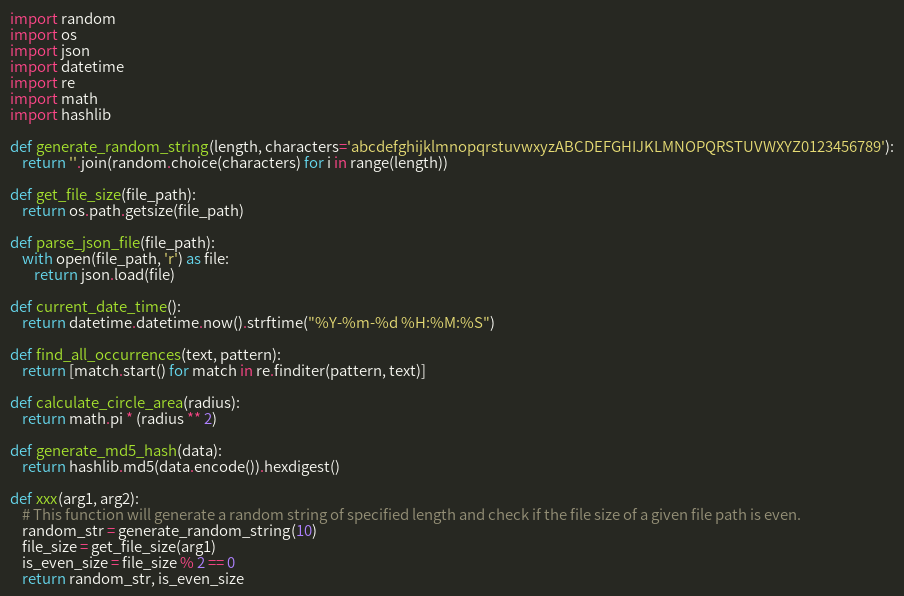 import random
import os
import json
import datetime
import re
import math
import hashlib

def generate_random_string(length, characters='abcdefghijklmnopqrstuvwxyzABCDEFGHIJKLMNOPQRSTUVWXYZ0123456789'):
   return ''.join(random.choice(characters) for i in range(length))

def get_file_size(file_path):
   return os.path.getsize(file_path)

def parse_json_file(file_path):
   with open(file_path, 'r') as file:
      return json.load(file)

def current_date_time():
   return datetime.datetime.now().strftime("%Y-%m-%d %H:%M:%S")

def find_all_occurrences(text, pattern):
   return [match.start() for match in re.finditer(pattern, text)]

def calculate_circle_area(radius):
   return math.pi * (radius ** 2)

def generate_md5_hash(data):
   return hashlib.md5(data.encode()).hexdigest()

def xxx(arg1, arg2):
   # This function will generate a random string of specified length and check if the file size of a given file path is even.
   random_str = generate_random_string(10)
   file_size = get_file_size(arg1)
   is_even_size = file_size % 2 == 0
   return random_str, is_even_size